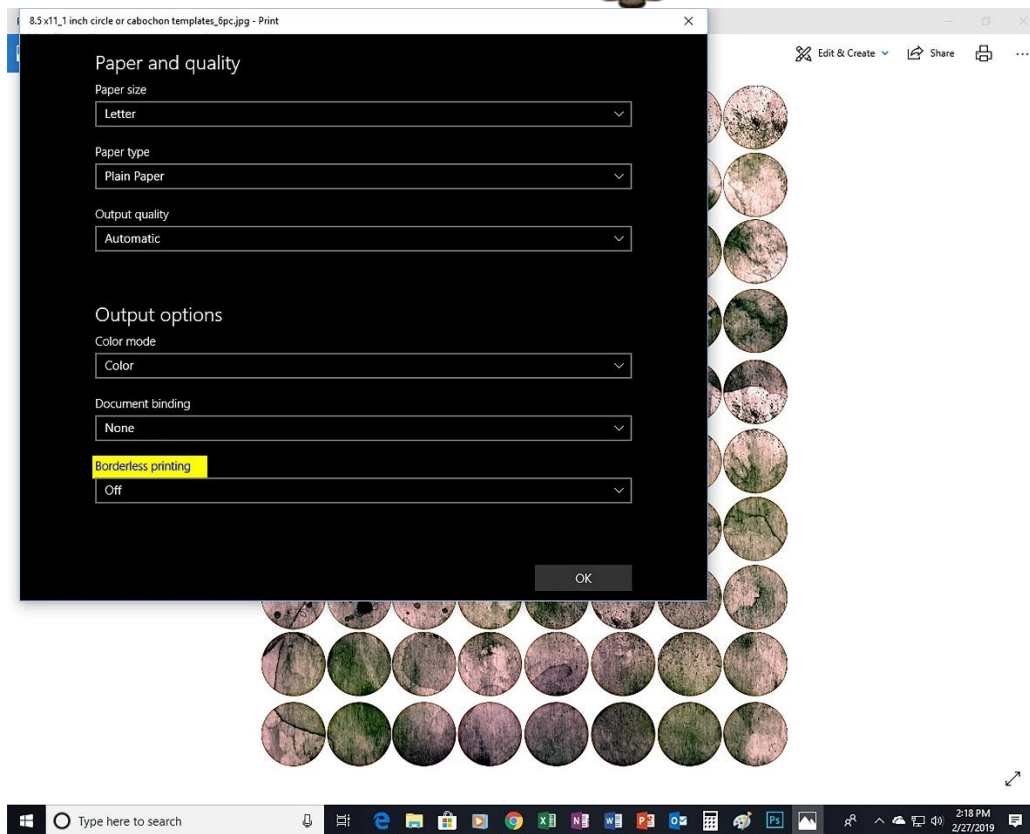 8.5 x11_1 inch circle or cabochon templates_6pc.jpg - Print
Edit & Create
Share
Paper and quality
Paper size
Letter
Paper type
Plain Paper
Output quality
Automatic
Output options
Color mode
Color
Document binding
None
Borderless printing
Off
OK
Type here to search
Ps
2:18 PM
2/27/2019